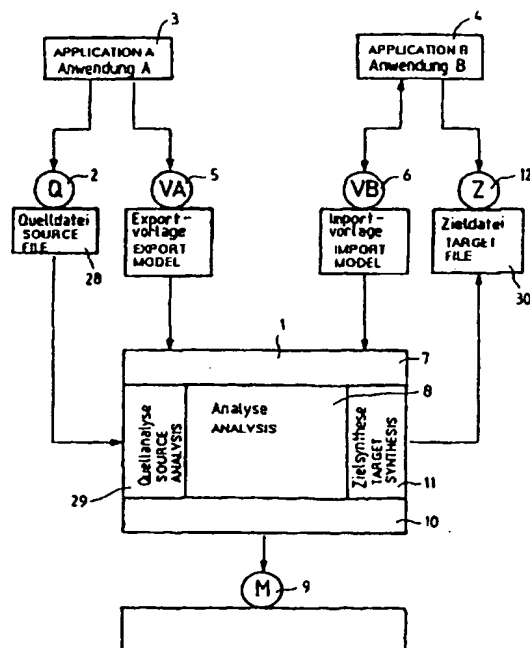 3
4
APPLICATION A
Anwendung A
APPLICATION B
Anwendung B
Q
2
VA
5
VB
6
Z
12
Quelldatei
SOURCE
FILE
28
Export-
vorlage
EXPORT
MODEL
Import-
vorlage
IMPORT
MODEL
Zieldatei
TARGET
FILE
30
1
7
Quellanalyse
SOURCE
ANALYSIS
29
Analyse
ANALYSIS
8
Zielsynthese
TARGET
SYNTHESIS
11
10
M
9